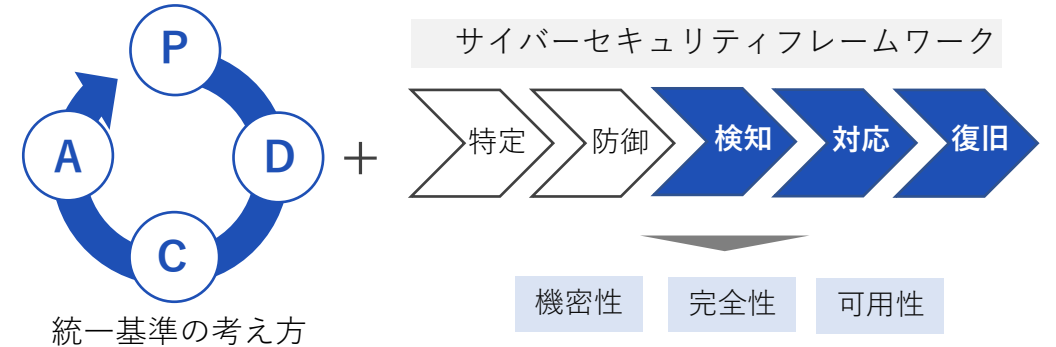 P
A
D
C
統一基準の考え方
+
サイバーセキュリティフレームワーク
特定 防御 検知 対応 復旧
機密性 完全性 可用性